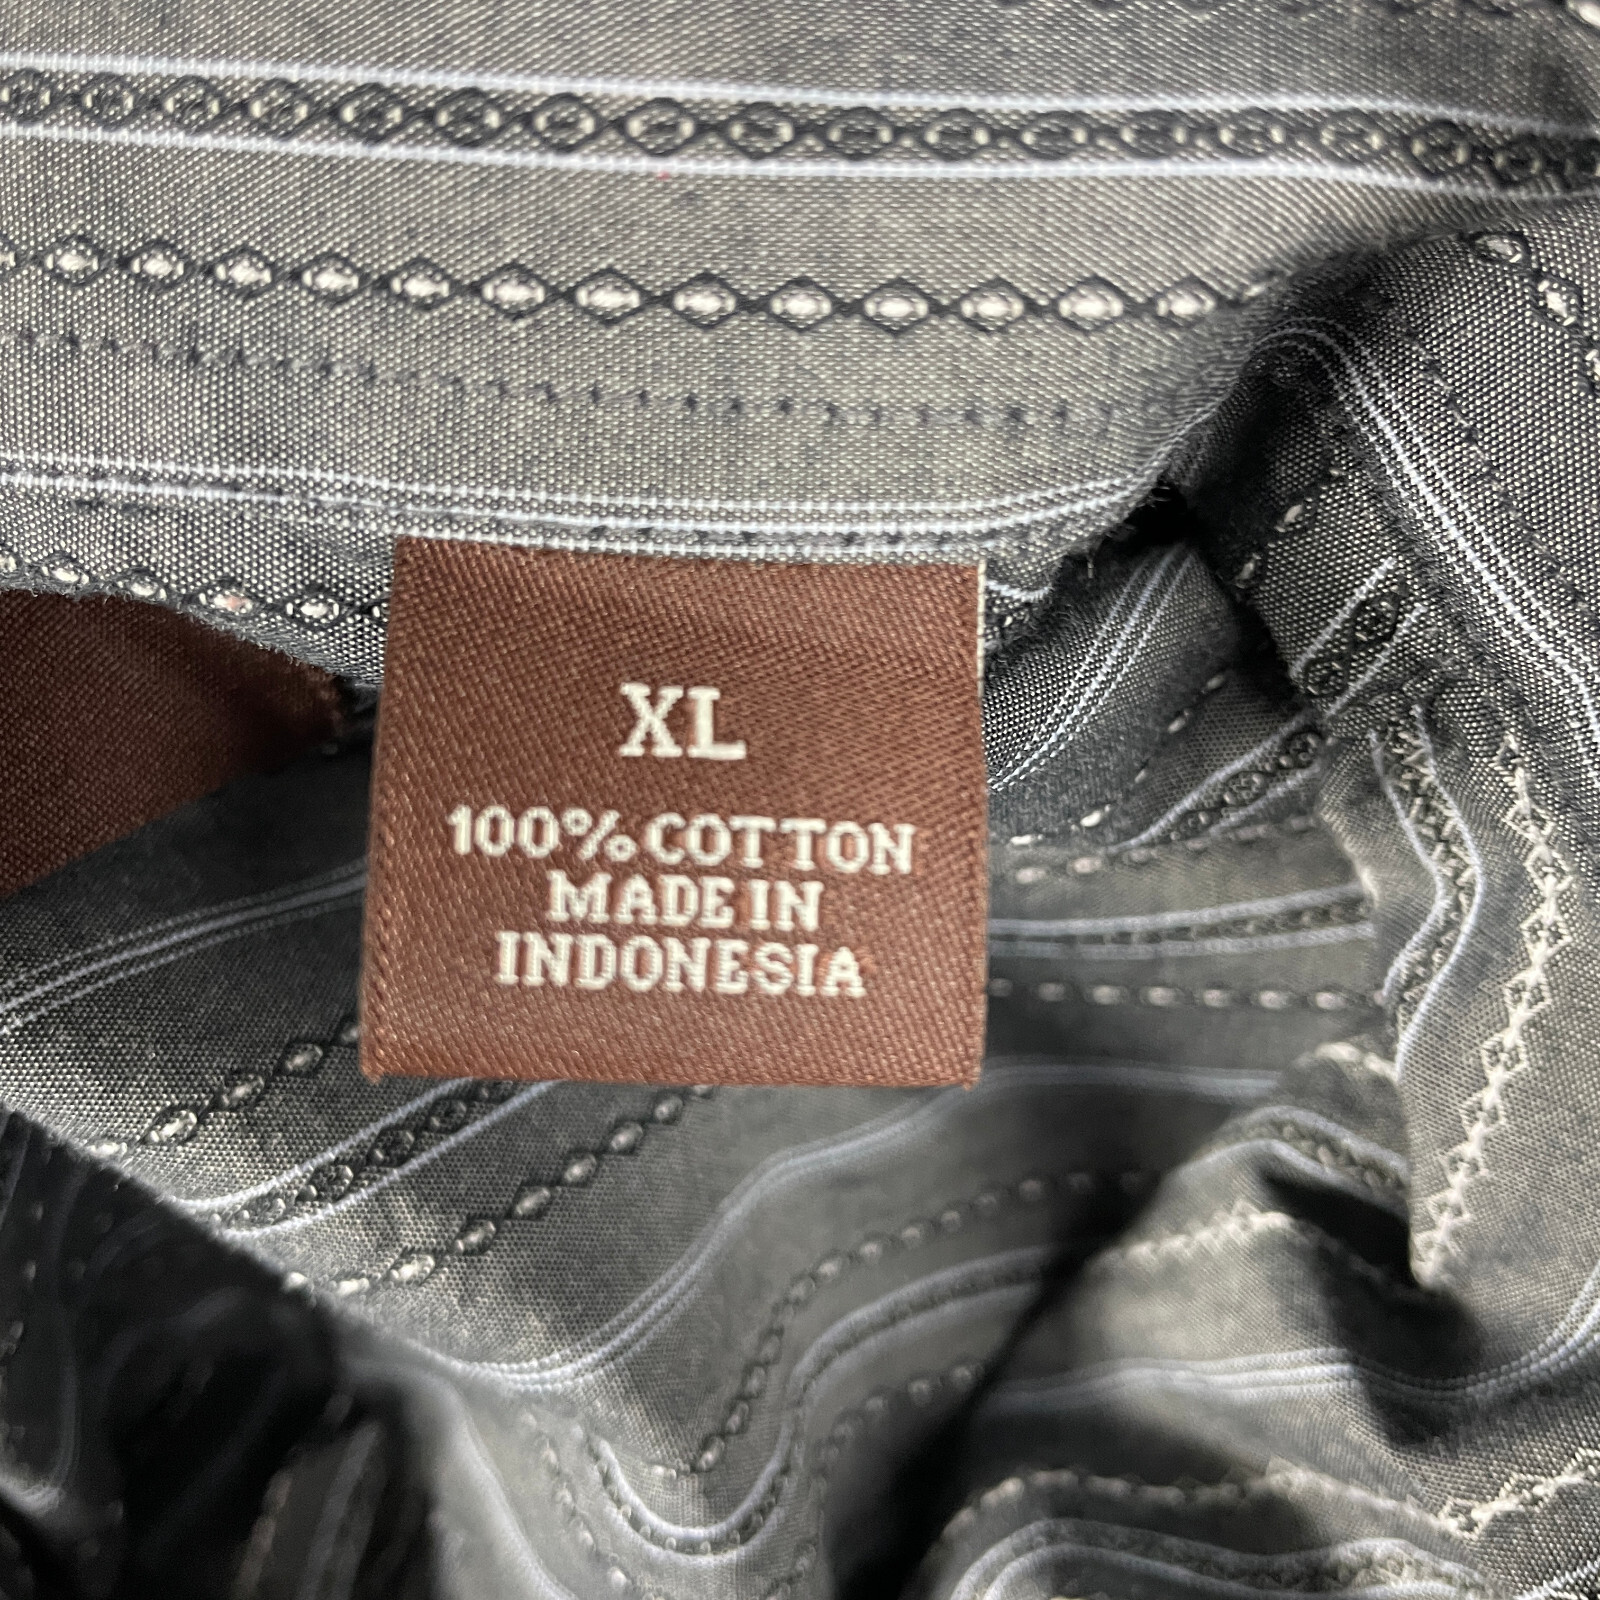 XL
100% COTTON
MADE IN
INDONESIA